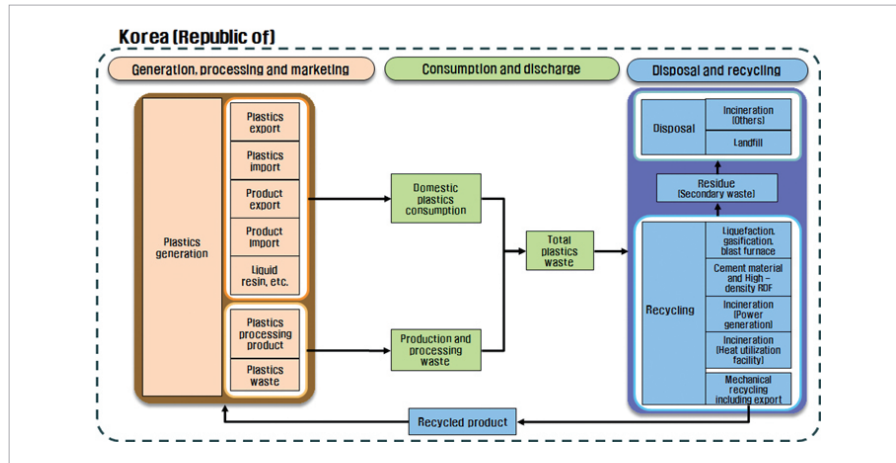 Korea (Republic of)
Generation, processing and marketing
Consumption and discharge
Disposal and recycling
Plastics generation
Plastics
export
Plastics
import
Product
export
Product
import
Liquid
resin, etc.
Plastics
processing
product
Plastics
waste
Domestic
plastics
consumption
Production and
processing
waste
Total
plastics
waste
Disposal
Incineration
(Others)
Landfill
Residue
(Secondary waste)
Recycling
Liquefaction,
gasification,
blast furnace
Cement material
and High –
density RDF
Incineration
(Power
generation)
Incineration
(Heat utilization
facility)
Mechanical
recycling
including export
Recycled product